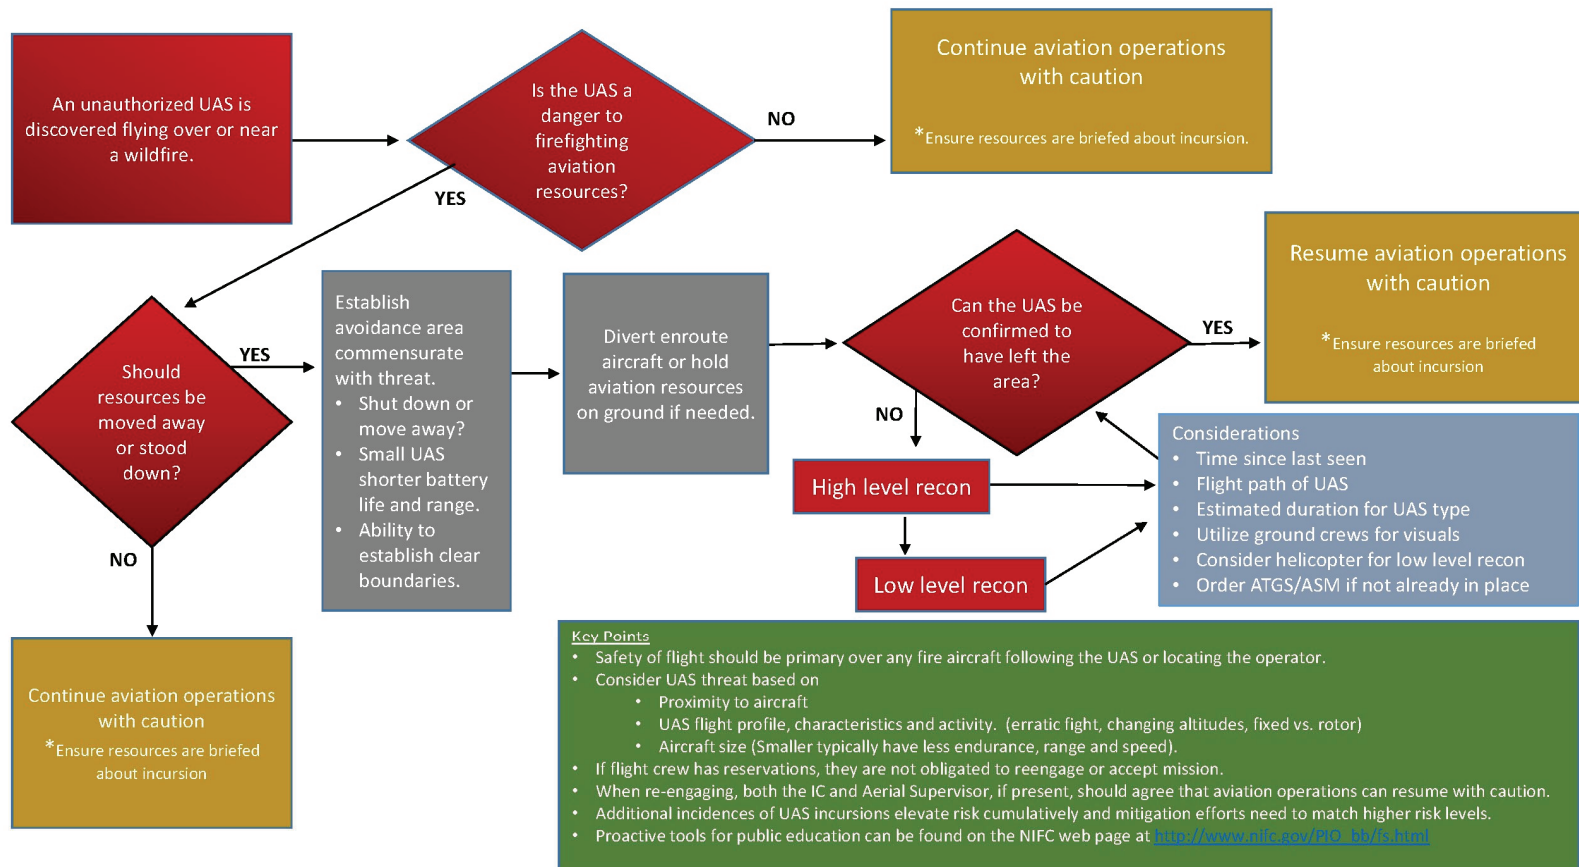 An unauthorized UAS is
discovered flying over or near
a wildfire.
Is the UAS a
danger to
firefighting
aviation
resources?
NO
Continue aviation operations
with caution
*Ensure resources are briefed about incursion.
YES
Should
resources be
moved away
or stood
down?
YES
Establish
avoidance area
commensurate
with threat.
• Shut down or
move away?
• Small UAS
shorter battery
life and range.
• Ability to
establish clear
boundaries.
Divert enroute
aircraft or hold
aviation resources
on ground if needed.
Can the UAS be
confirmed to
have left the
area?
YES
Resume aviation operations
with caution
*Ensure resources are briefed
about incursion
NO
High level recon
Low level recon
Considerations
• Time since last seen
• Flight path of UAS
• Estimated duration for UAS type
• Utilize ground crews for visuals
• Consider helicopter for low level recon
• Order ATGS/ASM if not already in place
NO
Continue aviation operations
with caution
*Ensure resources are briefed
about incursion
Key Points
• Safety of flight should be primary over any fire aircraft following the UAS or locating the operator.
• Consider UAS threat based on
• Proximity to aircraft
• UAS flight profile, characteristics and activity. (erratic fight, changing altitudes, fixed vs. rotor)
• Aircraft size (Smaller typically have less endurance, range and speed).
• If flight crew has reservations, they are not obligated to reengage or accept mission.
• When re-engaging, both the IC and Aerial Supervisor, if present, should agree that aviation operations can resume with caution.
• Additional incidences of UAS incursions elevate risk cumulatively and mitigation efforts need to match higher risk levels.
• Proactive tools for public education can be found on the NIFC web page at http://www.nifc.gov/PIO_bb/fs.html